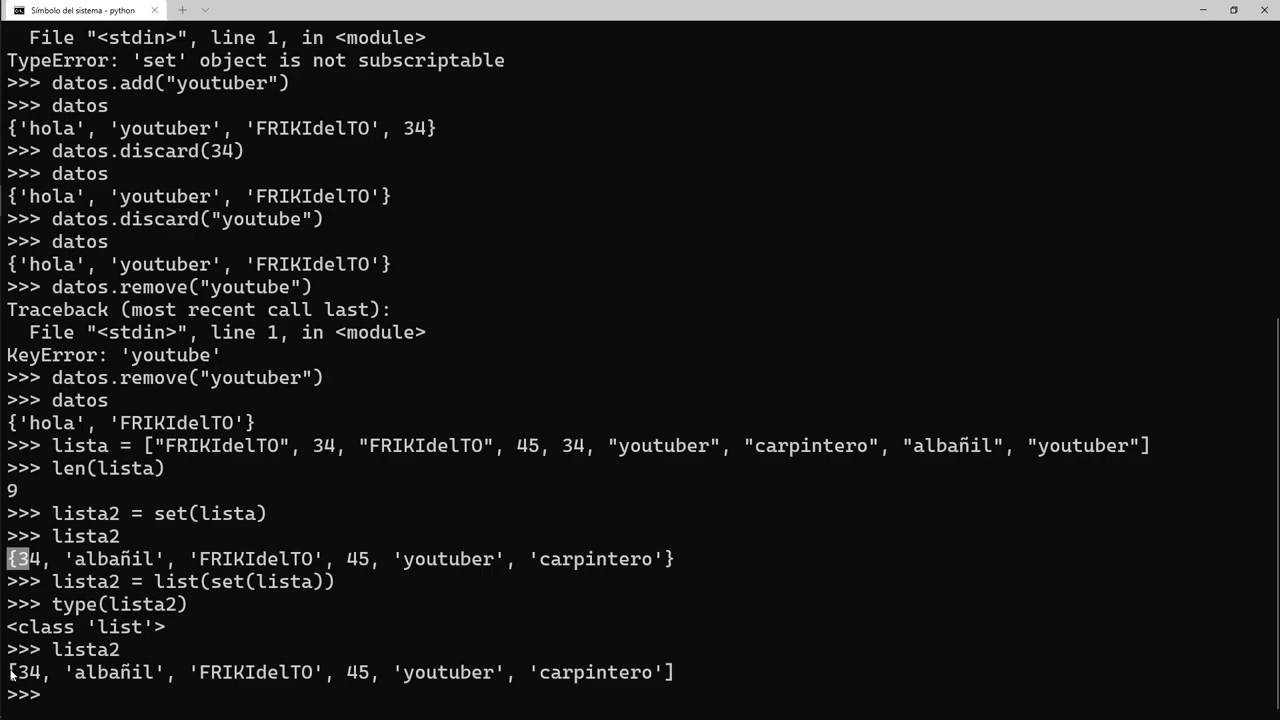 Símbolo del sistema - python
File "<stdin>", line 1, in <module>
TypeError: 'set' object is not subscriptable
>>> datos.add("youtuber")
>>> datos
{'hola', 'youtuber', 'FRIKIdelTO', 34}
>>> datos.discard(34)
>>> datos
{'hola', 'youtuber', 'FRIKIdelTO'}
>>> datos.discard("youtube")
>>> datos
{'hola', 'youtuber', 'FRIKIdelTO'}
>>> datos.remove("youtube")
Traceback (most recent call last):
File "<stdin>", line 1, in <module>
KeyError: 'youtube'
>>> datos.remove("youtuber")
>>> datos
{'hola', 'FRIKIdelTO'}
>>> lista = ["FRIKIdelTO", 34, "FRIKIdelTO", 45, 34, "youtuber", "carpintero", "albañil", "youtuber"]
>>> len(lista)
9
>>> lista2 = set(lista)
>>> lista2
{34, 'albañil', 'FRIKIdelTO', 45, 'youtuber', 'carpintero'}
>>> lista2 = list(set(lista))
>>> type(lista2)
<class 'list'>
>>> lista2
[34, 'albañil', 'FRIKIdelTO', 45, 'youtuber', 'carpintero']
>>>